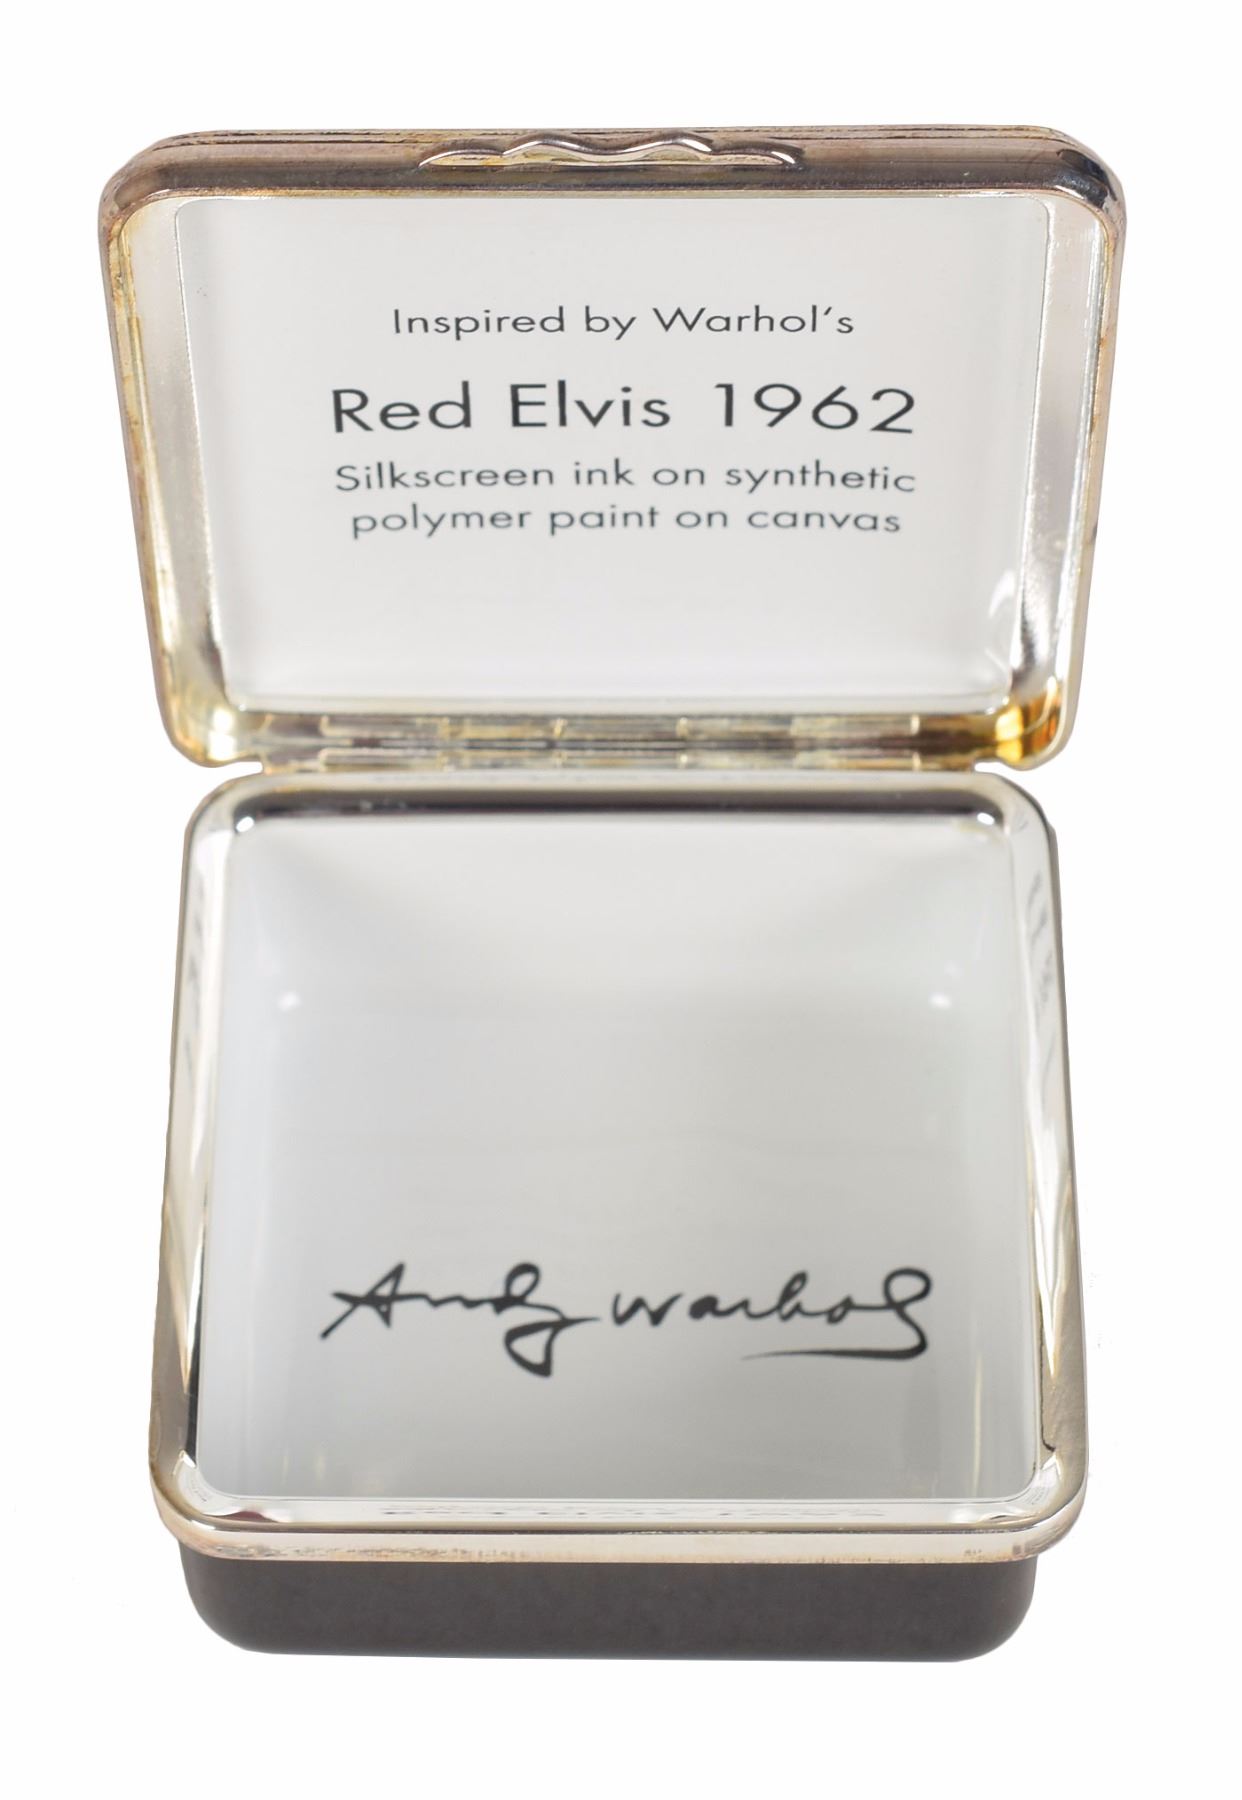 Inspired by Warhol's
Red Elvis 1962
Silkscreen ink on synthetic
polymer paint on canvas
Andy Warhol